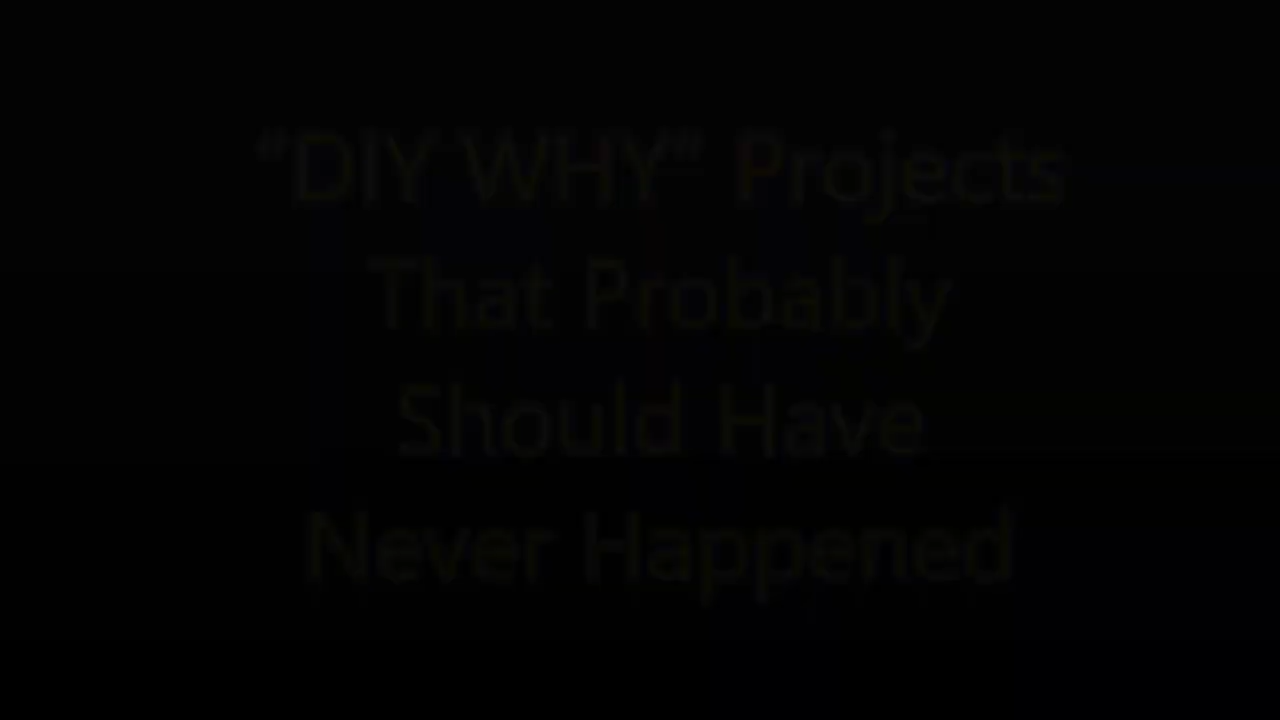 “DIY WHY” Projects
That Probably
Should Have
Never Happened